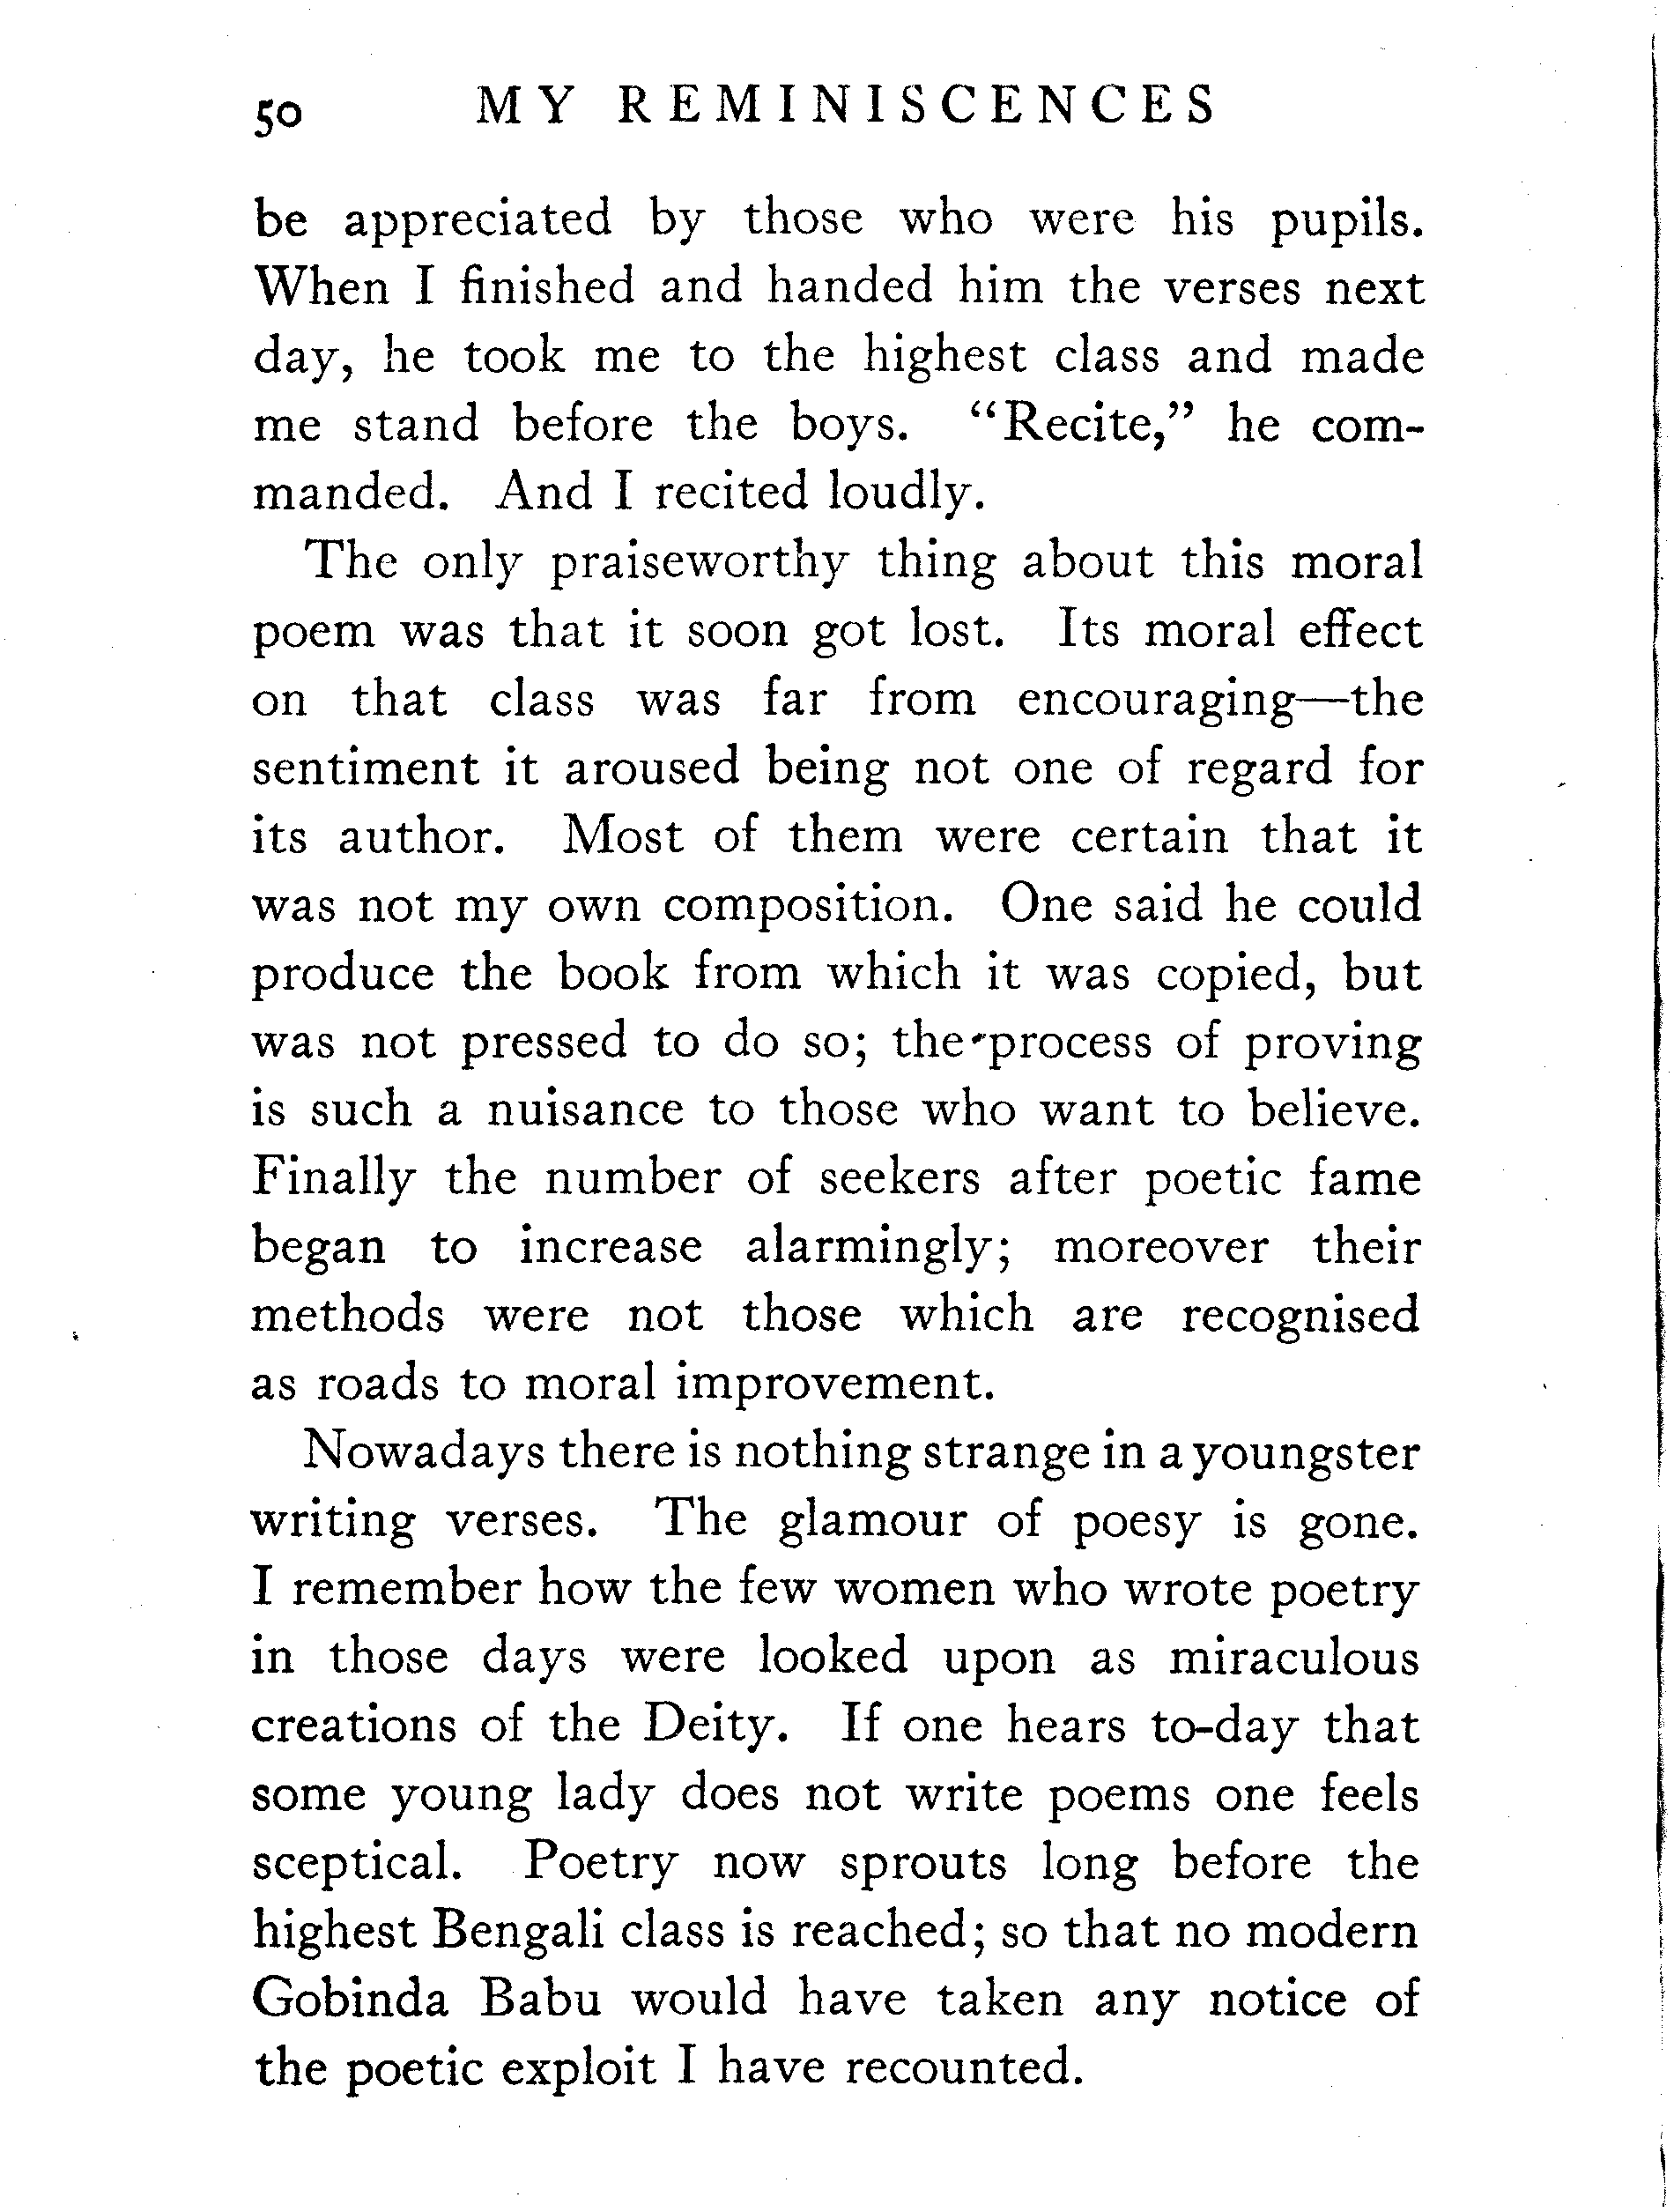 50 MY REMINISCENCES
be appreciated by those who were his pupils.
When I finished and handed him the verses next
day, he took me to the highest class and made
me stand before the boys. “Recite,” he com-
manded. And I recited loudly.
The only praiseworthy thing about this moral
poem was that it soon got lost. Its moral effect
on that class was far from encouraging—the
sentiment it aroused being not one of regard for
its author. Most of them were certain that it
was not my own composition. One said he could
produce the book from which it was copied, but
was not pressed to do so; the process of proving
is such a nuisance to those who want to believe.
Finally the number of seekers after poetic fame
began to increase alarmingly; moreover their
methods were not those which are recognised
as roads to moral improvement.
Nowadays there is nothing strange in a youngster
writing verses. The glamour of poesy is gone.
I remember how the few women who wrote poetry
in those days were looked upon as miraculous
creations of the Deity. If one hears to-day that
some young lady does not write poems one feels
sceptical. Poetry now sprouts long before the
highest Bengali class is reached; so that no modern
Gobinda Babu would have taken any notice of
the poetic exploit I have recounted.